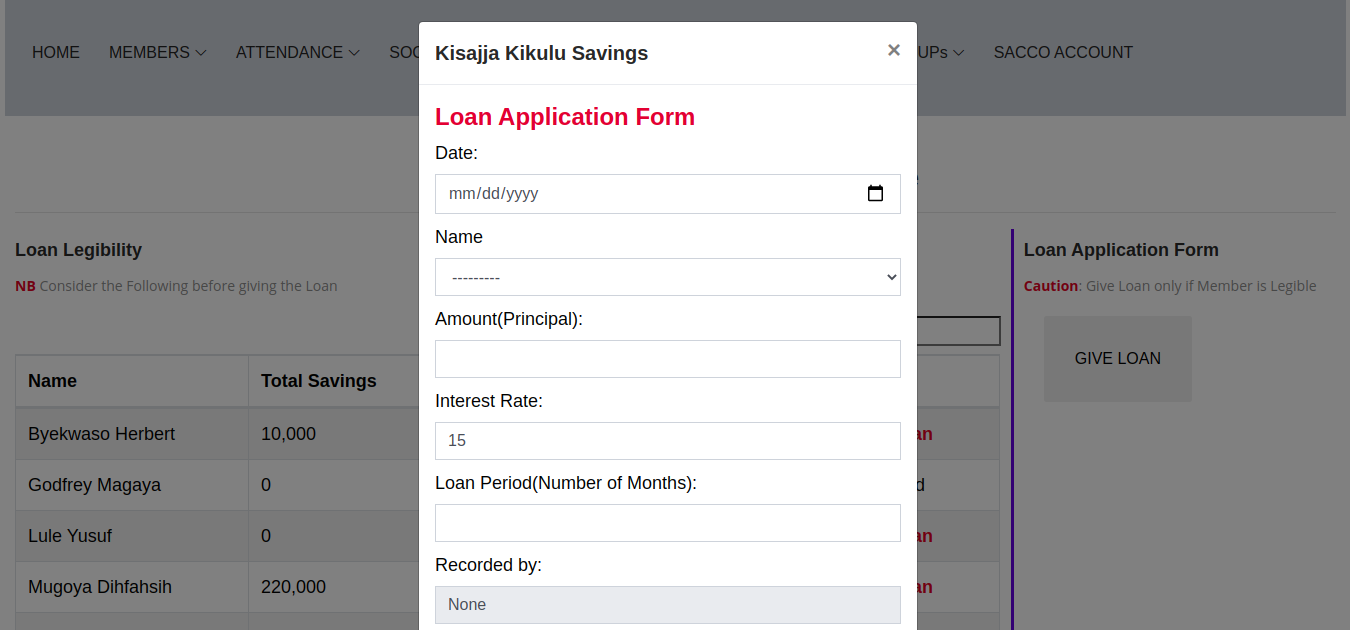 HOME MEMBERS ATTENDANCE SOC UPs SACCO ACCOUNT
Kisajja Kikulu Savings ×
Loan Application Form
Date:
mm/dd/yyyy
Name
---------
Amount(Principal):
Interest Rate:
15
Loan Period(Number of Months):
Recorded by:
None
Loan Legibility
NB Consider the Following before giving the Loan
Name Total Savings
Byekwaso Herbert 10,000 an
Godfrey Magaya 0 d
Lule Yusuf 0 an
Mugoya Dihfahsih 220,000 an
Loan Application Form
Caution: Give Loan only if Member is Legible
GIVE LOAN